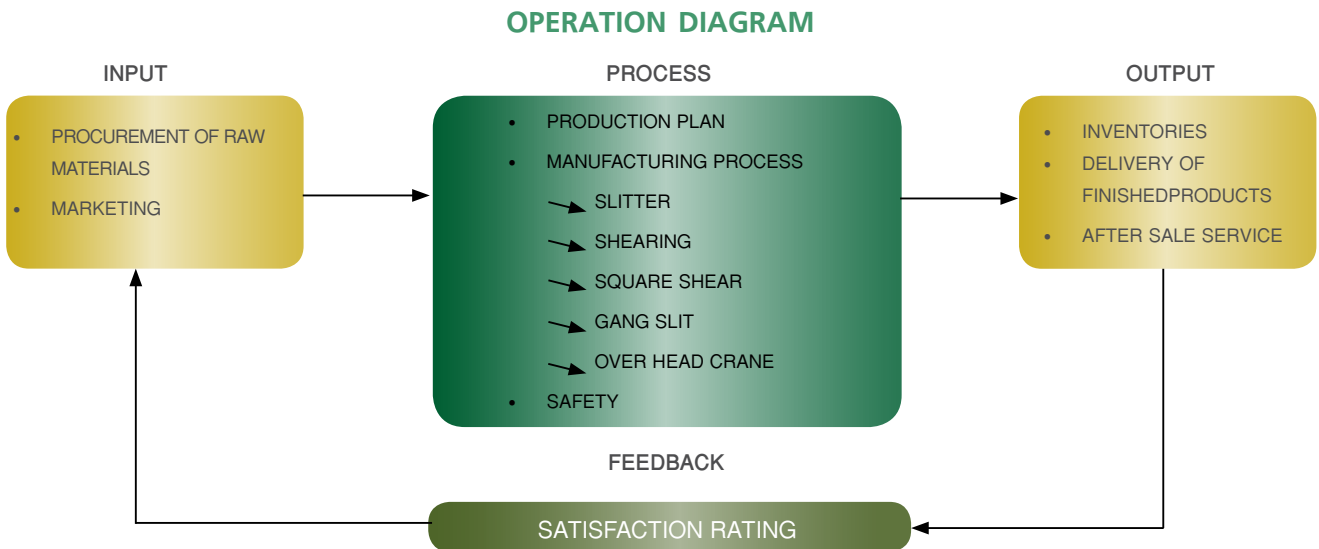 OPERATION DIAGRAM
INPUT
• PROCUREMENT OF RAW
MATERIALS
• MARKETING
PROCESS
• PRODUCTION PLAN
• MANUFACTURING PROCESS
SLITTER
SHEARING
SQUARE SHEAR
GANG SLIT
OVER HEAD CRANE
• SAFETY
OUTPUT
• INVENTORIES
• DELIVERY OF
FINISHEDPRODUCTS
• AFTER SALE SERVICE
FEEDBACK
SATISFACTION RATING